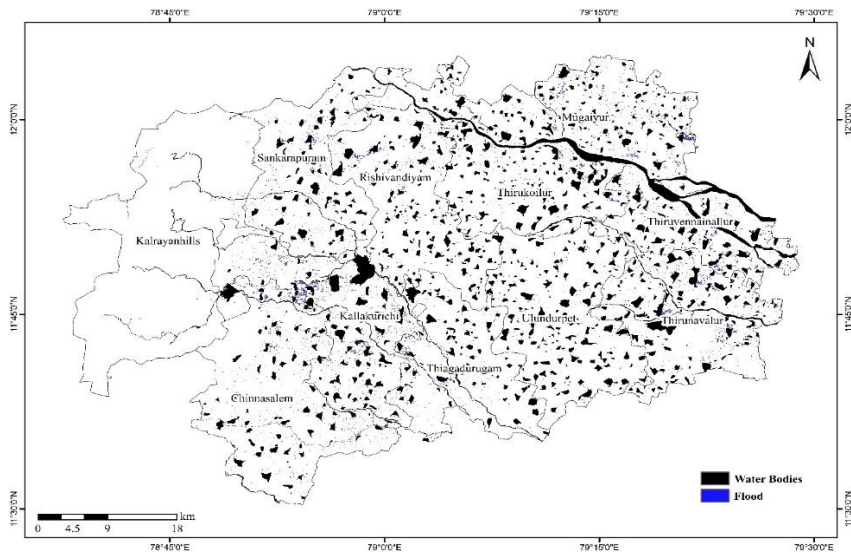 78°45'0"E 79°0'0"E 79°15'0"E 79°30'0"E
N
12°0'0"N 12°0'0"N
Mugaiyur
Sankarapuram
Rishivandiyam
Thirukoilur
Thiruvennainallur
Kalrayanhills
11°45'0"N 11°45'0"N
Kallakurichi Ulundurpet Thirunavalur
Thiagadurugam
Chinnasalem
Water Bodies
Flood
km
0 4.5 9 18
11°30'0"N 11°30'0"N
78°45'0"E 79°0'0"E 79°15'0"E 79°30'0"E